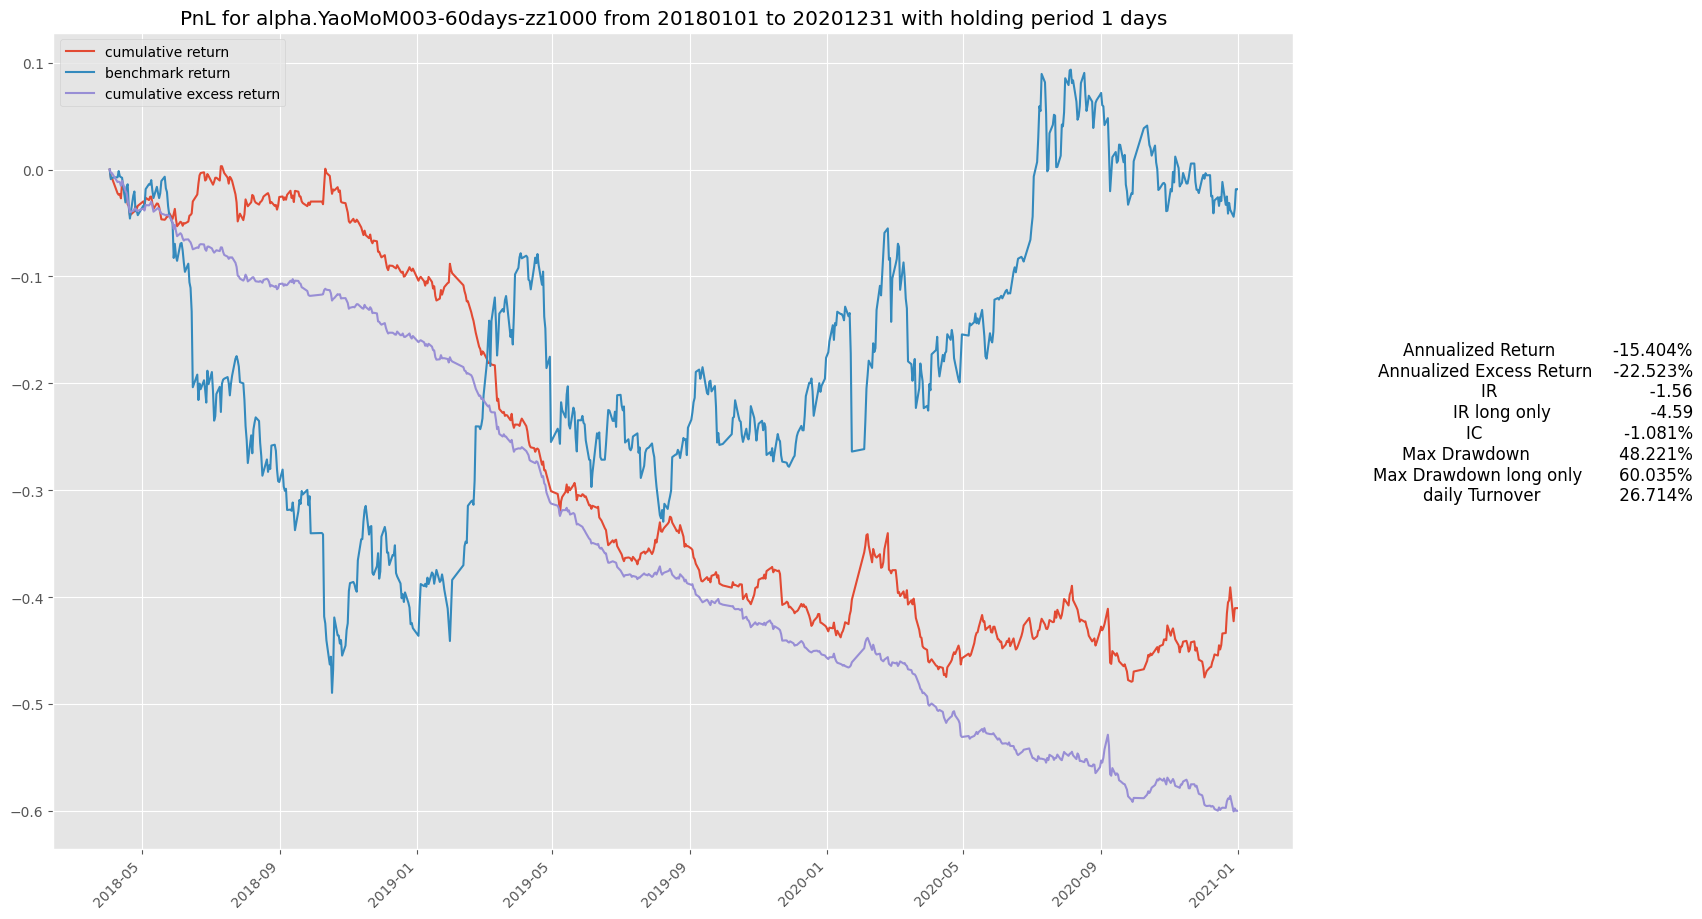 PnL for alpha.YaoMoM003-60days-zz1000 from 20180101 to 20201231 with holding period 1 days
cumulative return
benchmark return
cumulative excess return
0.1
0.0
−0.1
−0.2
−0.3
−0.4
−0.5
−0.6
2018-05
2018-09
2019-01
2019-05
2019-09
2020-01
2020-05
2020-09
2021-01
Annualized Return -15.404%
Annualized Excess Return -22.523%
IR -1.56
IR long only -4.59
IC -1.081%
Max Drawdown 48.221%
Max Drawdown long only 60.035%
daily Turnover 26.714%